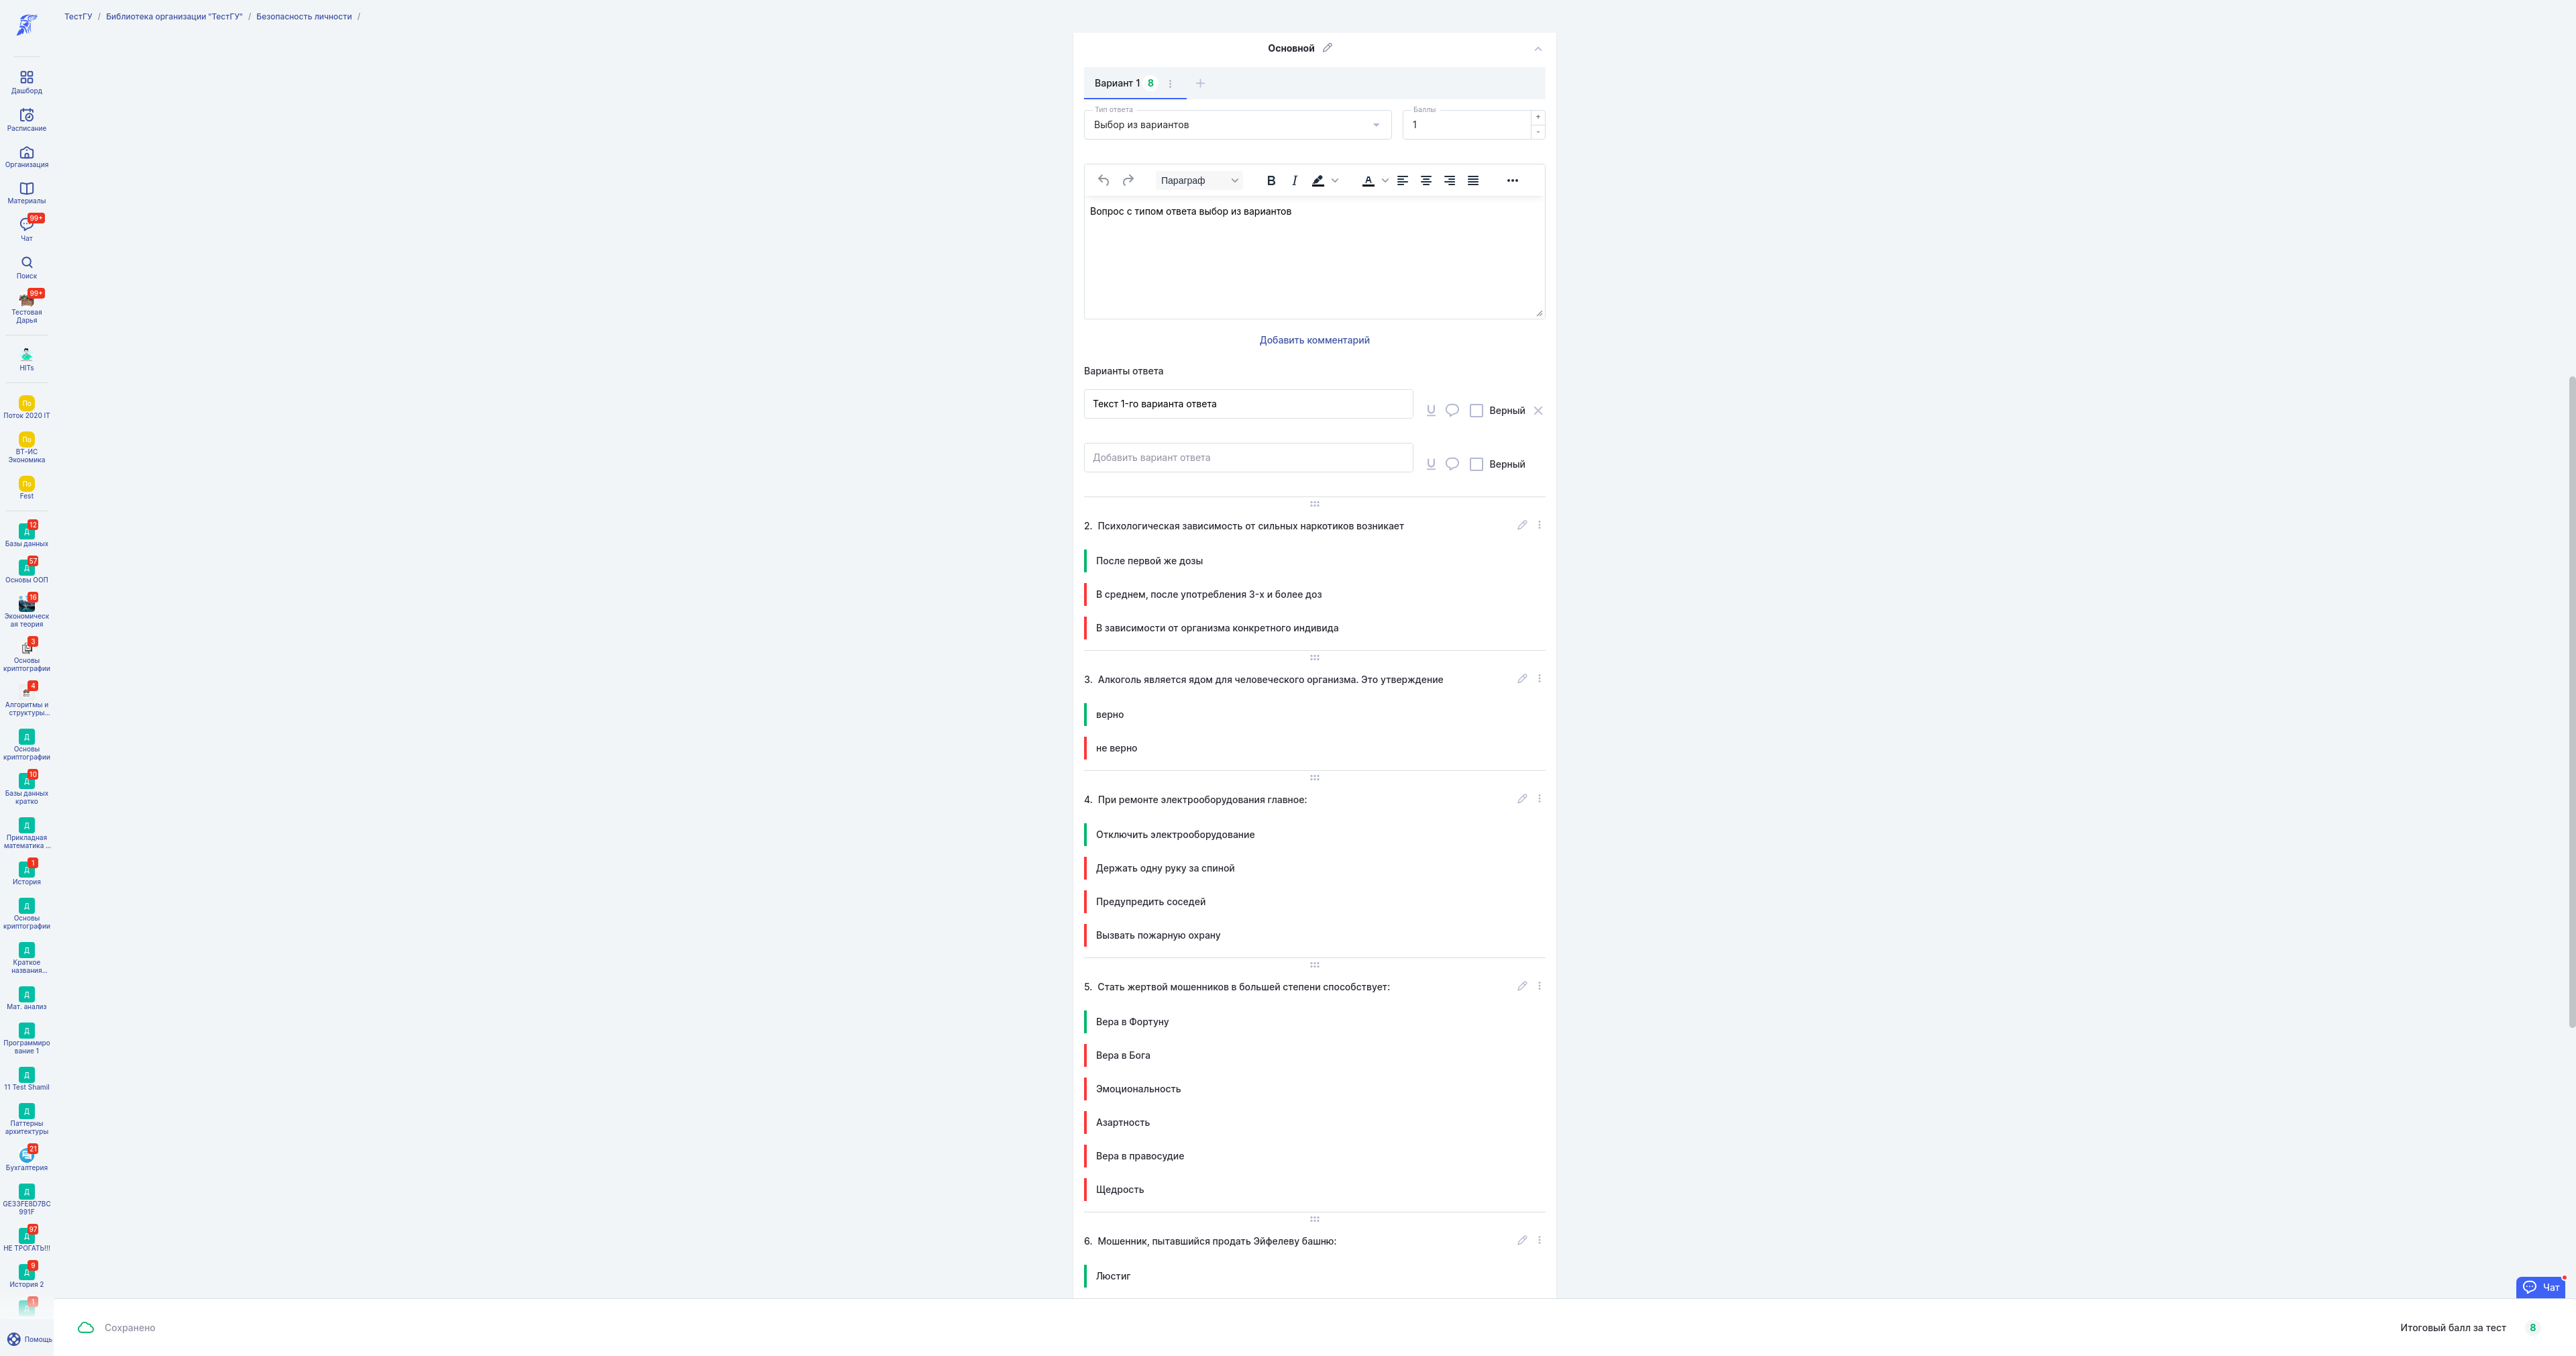 ТестГУ / Библиотека организации "ТестГУ" / Безопасность личности /
Дашборд
Расписание
Организация
Материалы
99+
Чат
Поиск
99+
Тестовая
Дарья
HITs
По
Поток 2020 IT
По
ВТ-ИС
Экономика
По
Fest
12
Д
Базы данных
57
Д
Основы ООП
16
Экономическ
ая теория
3
Основы
криптографии
4
Алгоритмы и
структуры...
Д
Основы
криптографии
10
Д
Базы данных
кратко
Д
Прикладная
математика ...
1
Д
История
Д
Основы
криптографии
Д
Краткое
названия...
Д
Мат. анализ
Д
Программиро
вание 1
Д
11 Test Shamil
Д
Паттерны
архитектуры
21
Бухгалтерия
Д
GE33FE8D7BC
991F
97
Д
НЕ ТРОГАТЬ!!!
9
Д
История 2
1
Д
Помощь
Основной
Вариант 1 8
Тип ответа
Выбор из вариантов
Баллы
1
+
-
Параграф
B I A
Вопрос с типом ответа выбор из вариантов
Добавить комментарий
Варианты ответа
Текст 1-го варианта ответа
Верный
Добавить вариант ответа
Верный
2. Психологическая зависимость от сильных наркотиков возникает
После первой же дозы
В среднем, после употребления 3-х и более доз
В зависимости от организма конкретного индивида
3. Алкоголь является ядом для человеческого организма. Это утверждение
верно
не верно
4. При ремонте электрооборудования главное:
Отключить электрооборудование
Держать одну руку за спиной
Предупредить соседей
Вызвать пожарную охрану
5. Стать жертвой мошенников в большей степени способствует:
Вера в Фортуну
Вера в Бога
Эмоциональность
Азартность
Вера в правосудие
Щедрость
6. Мошенник, пытавшийся продать Эйфелеву башню:
Люстиг
Чат
Сохранено
Итоговый балл за тест 8